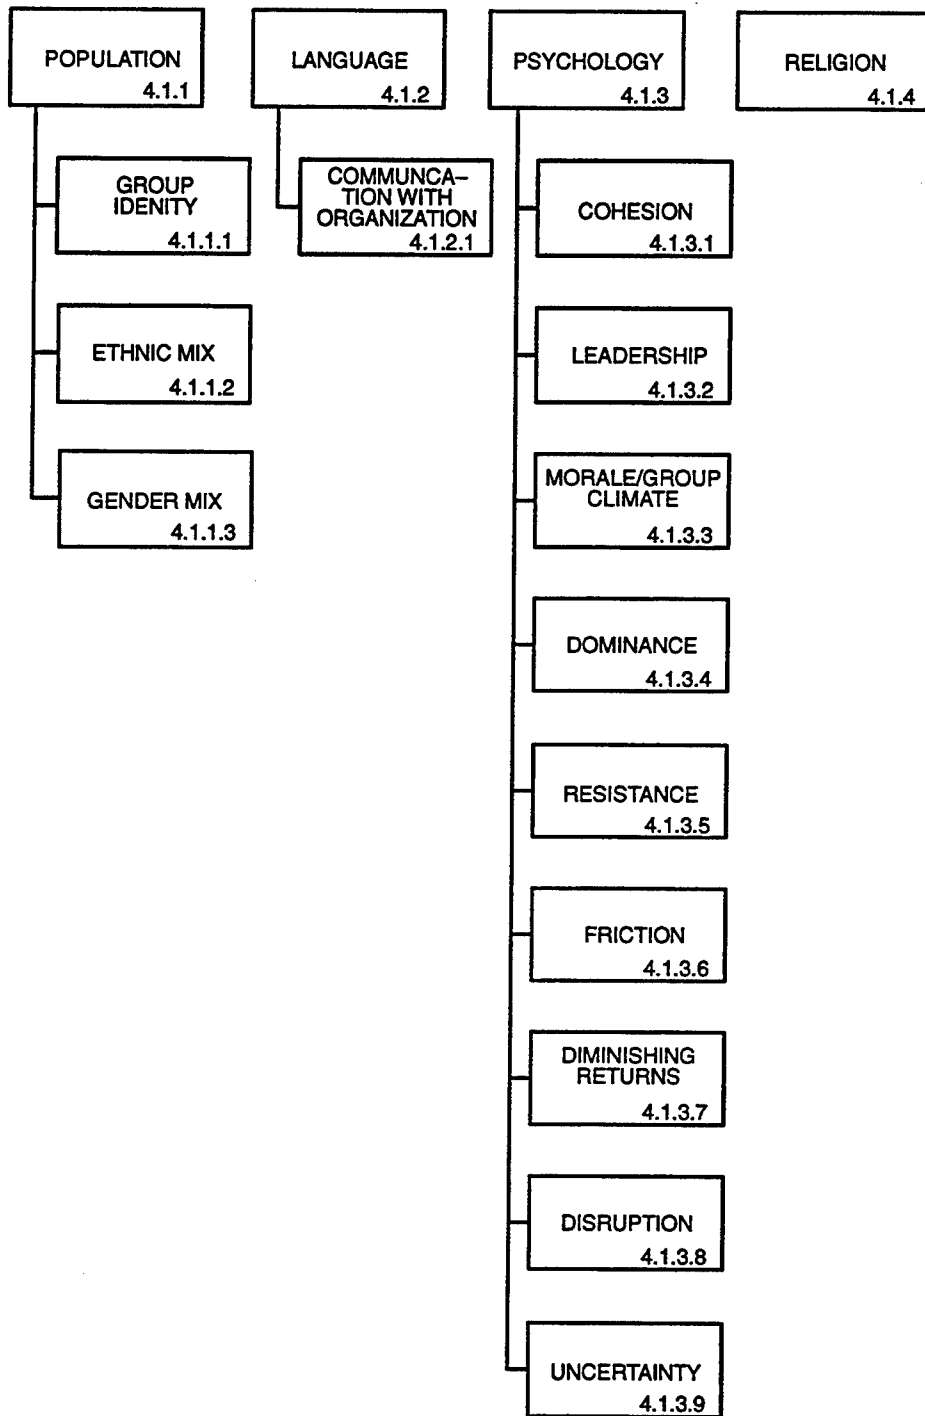 POPULATION
4.1.1
GROUP
IDENITY
4.1.1.1
ETHNIC MIX
4.1.1.2
GENDER MIX
4.1.1.3
LANGUAGE
4.1.2
COMMUNCA–
TION WITH
ORGANIZATION
4.1.2.1
PSYCHOLOGY
4.1.3
COHESION
4.1.3.1
LEADERSHIP
4.1.3.2
MORALE/GROUP
CLIMATE
4.1.3.3
DOMINANCE
4.1.3.4
RESISTANCE
4.1.3.5
FRICTION
4.1.3.6
DIMINISHING
RETURNS
4.1.3.7
DISRUPTION
4.1.3.8
UNCERTAINTY
4.1.3.9
RELIGION
4.1.4